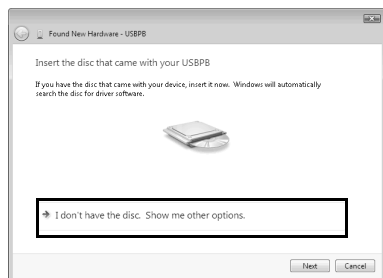 Found New Hardware - USBPB
Insert the disc that came with your USBPB
If you have the disc that came with your device, insert it now. Windows will automatically
search the disc for driver software.
I don't have the disc. Show me other options.
Next Cancel